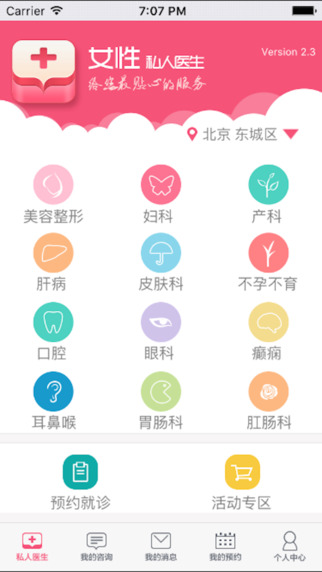 Carrier 7:07 PM
女性 私人医生
Version 2.3
给您最贴心的服务
北京 东城区
美容整形 妇科 产科
肝病 皮肤科 不孕不育
口腔 眼科 癫痫
耳鼻喉 胃肠科 肛肠科
预约就诊 活动专区
私人医生 我的咨询 我的消息 我的预约 个人中心